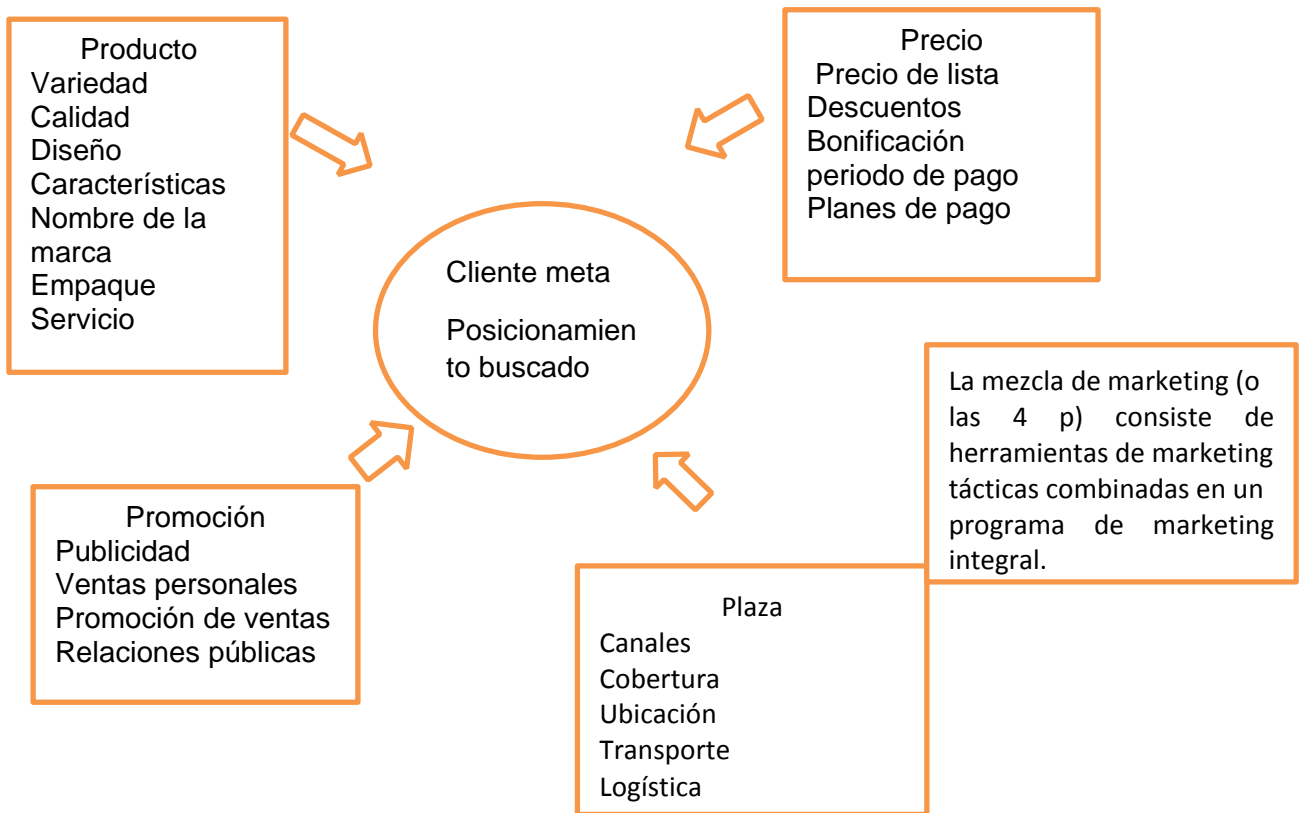 Producto
Variedad
Calidad
Diseño
Características
Nombre de la
marca
Empaque
Servicio
Precio
Precio de lista
Descuentos
Bonificación
periodo de pago
Planes de pago
Cliente meta
Posicionamien
to buscado
La mezcla de marketing (o
las 4 p) consiste de
herramientas de marketing
tácticas combinadas en un
programa de marketing
integral.
Promoción
Publicidad
Ventas personales
Promoción de ventas
Relaciones públicas
Plaza
Canales
Cobertura
Ubicación
Transporte
Logística